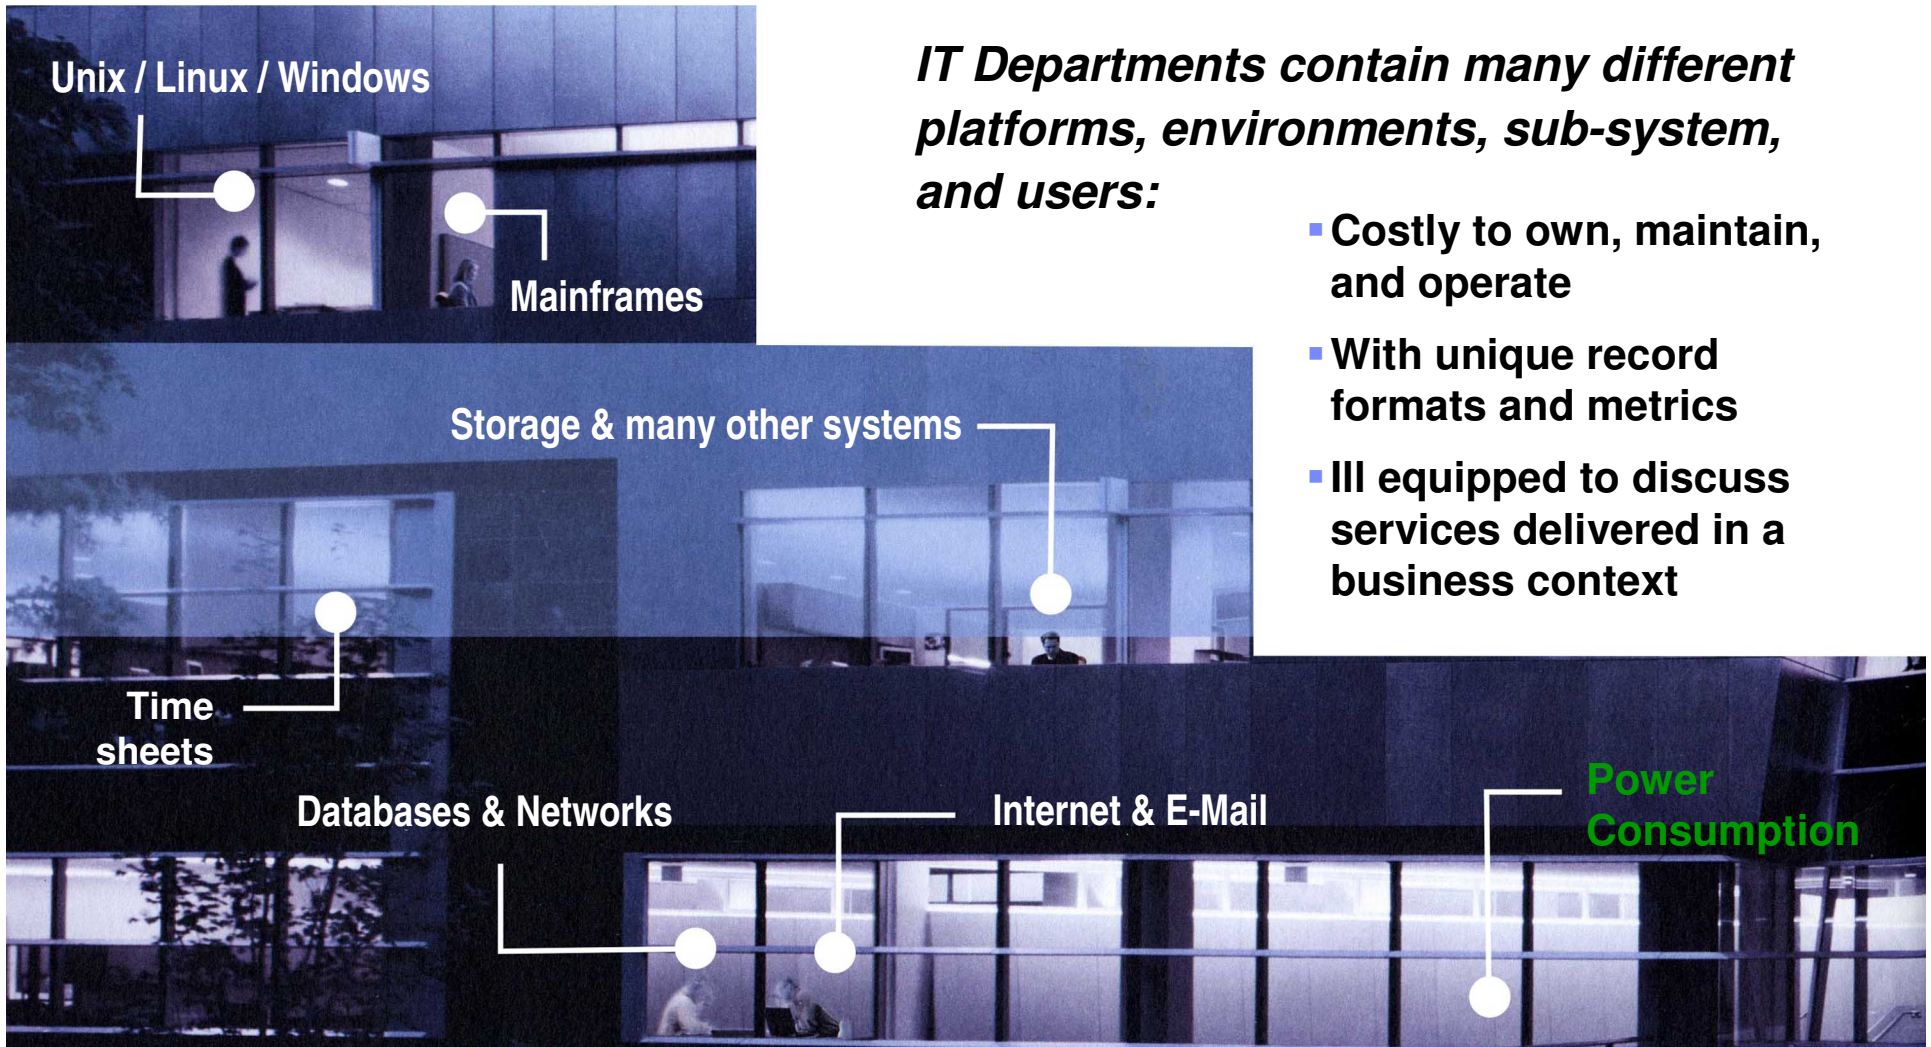 Unix / Linux / Windows
Mainframes
IT Departments contain many different
platforms, environments, sub-system,
and users:
▪Costly to own, maintain,
and operate
▪With unique record
formats and metrics
▪Ill equipped to discuss
services delivered in a
business context
Storage & many other systems
Time
sheets
Databases & Networks
Internet & E-Mail
Power
Consumption